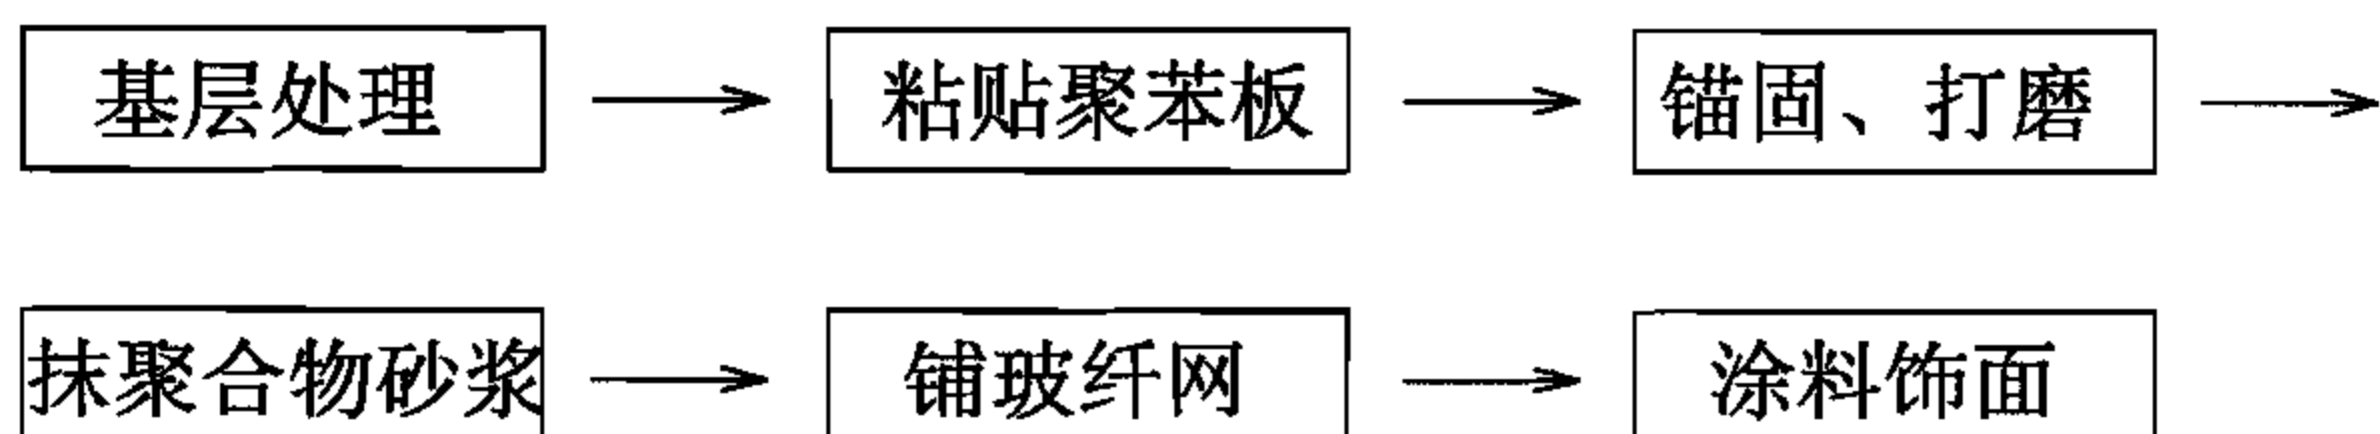 基层处理 → 粘贴聚苯板 → 锚固、打磨 →
抹聚合物砂浆 → 铺玻纤网 → 涂料饰面